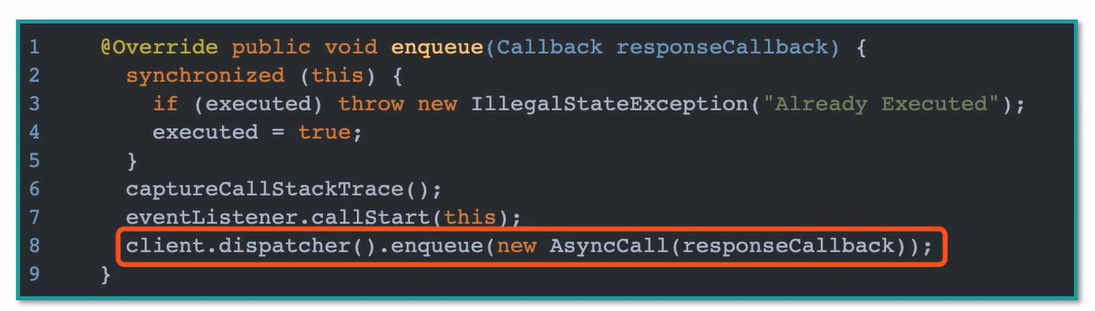 1 @Override public void enqueue(Callback responseCallback) {
2 synchronized (this) {
3 if (executed) throw new IllegalStateException("Already Executed");
4 executed = true;
5 }
6 captureCallStackTrace();
7 eventListener.callStart(this);
8 client.dispatcher().enqueue(new AsyncCall(responseCallback));
9 }